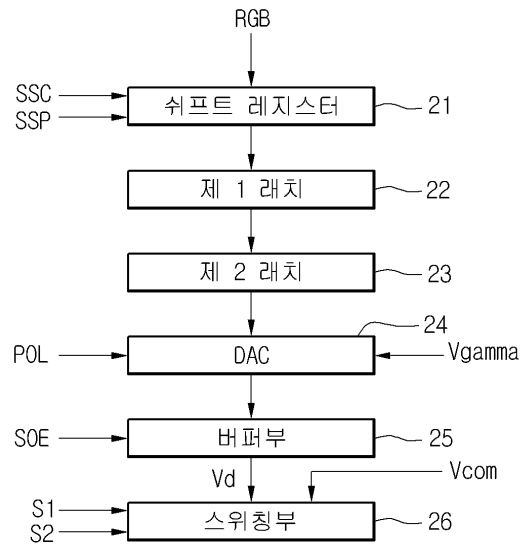 RGB
SSC
SSP
쉬프트 레지스터
21
제 1 래치
22
제 2 래치
23
24
POL
DAC
Vgamma
SOE
버퍼부
25
Vd
Vcom
S1
S2
스위칭부
26